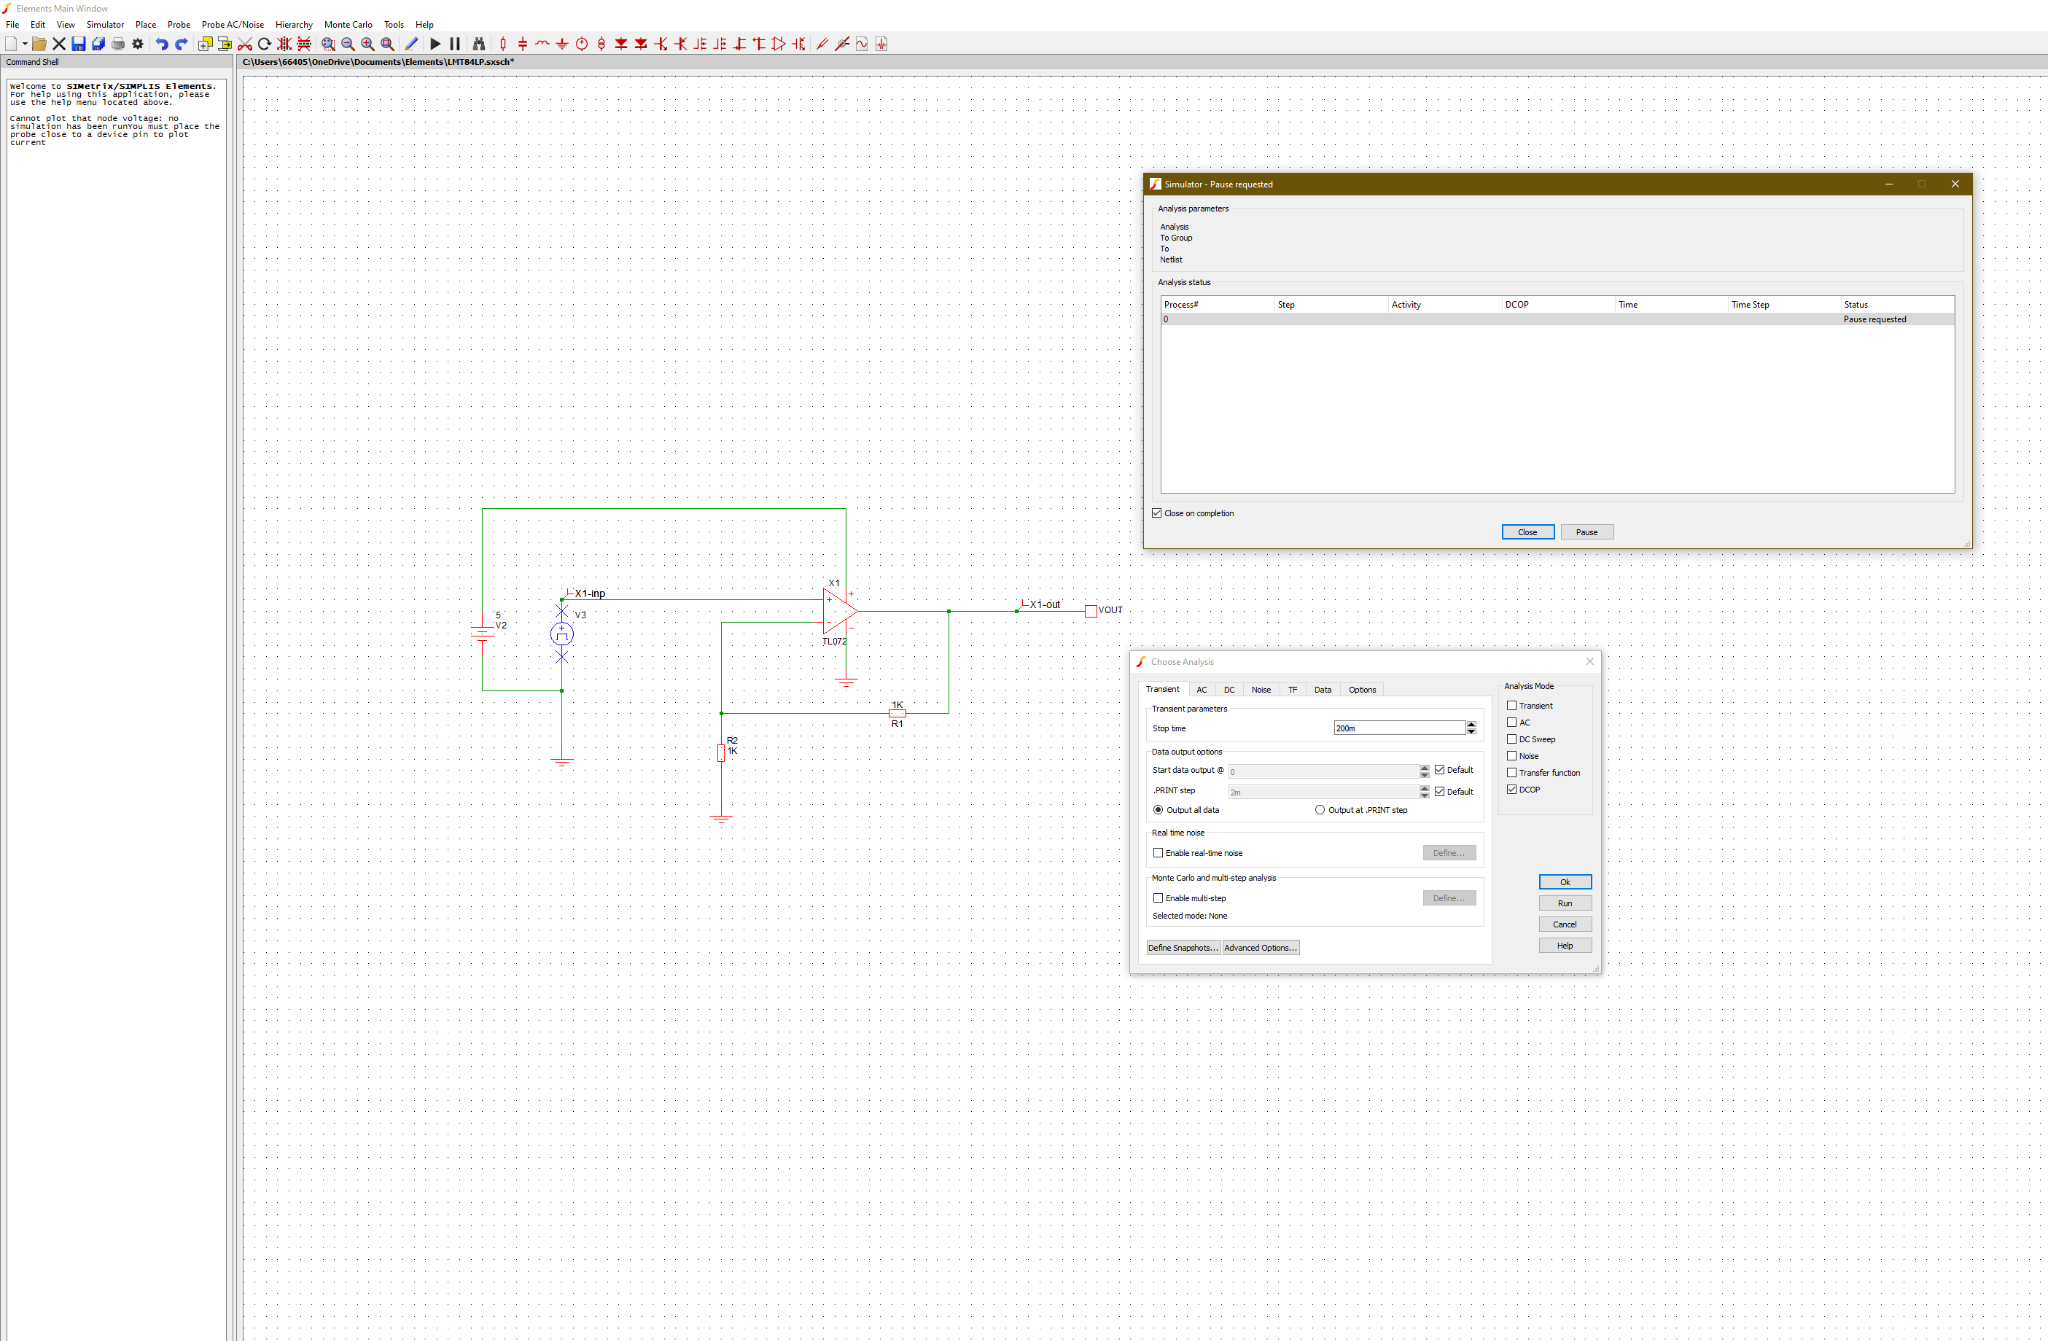 Elements Main Window
File Edit View Simulator Place Probe Probe AC/Noise Hierarchy Monte Carlo Tools Help
Command Shell
C:\Users\66405\OneDrive\Documents\Elements\LMT84LP.sxsch*
Welcome to SIMetrix/SIMPLIS Elements.
For help using this application, please
use the help menu located above.
Cannot plot that node voltage: no
simulation has been runYou must place the
probe close to a device pin to plot
current
Simulator - Pause requested
Analysis parameters
Analysis
To Group
To
Netlist
Analysis status
Process# Step Activity DCOP Time Time Step Status
0 Pause requested
Close on completion
Close Pause
X1
X1-inp
5
V2
V3
TL072
X1-out
VOUT
1K
R1
R2
1K
Choose Analysis
Transient AC DC Noise TF Data Options
Transient parameters
Stop time 200m
Data output options
Start data output @ 0 Default
.PRINT step 2m Default
Output all data Output at .PRINT step
Real time noise
Enable real-time noise Define...
Monte Carlo and multi-step analysis
Enable multi-step Define...
Selected mode: None
Define Snapshots... Advanced Options...
Analysis Mode
Transient
AC
DC Sweep
Noise
Transfer function
DCOP
Ok
Run
Cancel
Help